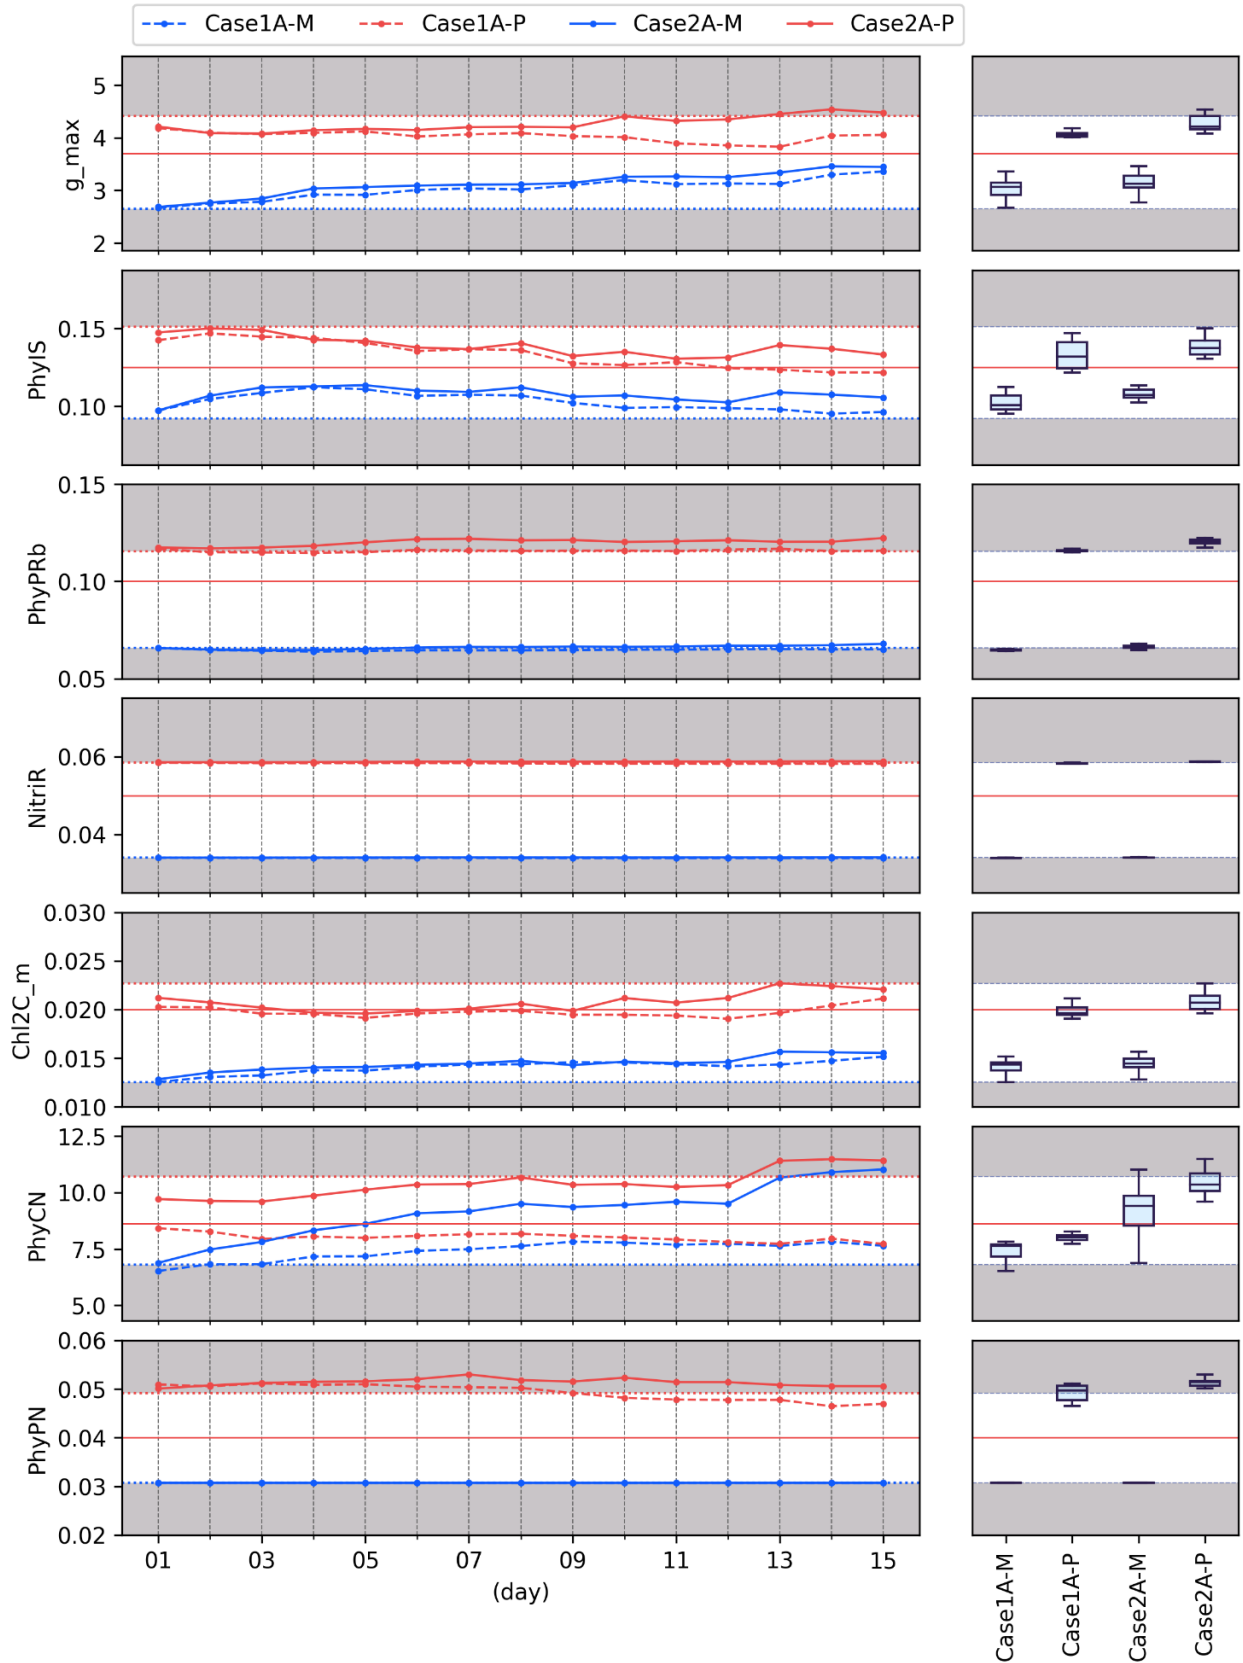 Case1A-M Case1A-P Case2A-M Case2A-P
g_max
5
4
3
2
PhyIS
0.15
0.10
PhyPRb
0.15
0.10
0.05
NitriR
0.06
0.04
Chl2C_m
0.030
0.025
0.020
0.015
0.010
PhyCN
12.5
10.0
7.5
5.0
PhyPN
0.06
0.05
0.04
0.03
0.02
01 03 05 07 09 11 13 15
(day)
Case1A-M
Case1A-P
Case2A-M
Case2A-P